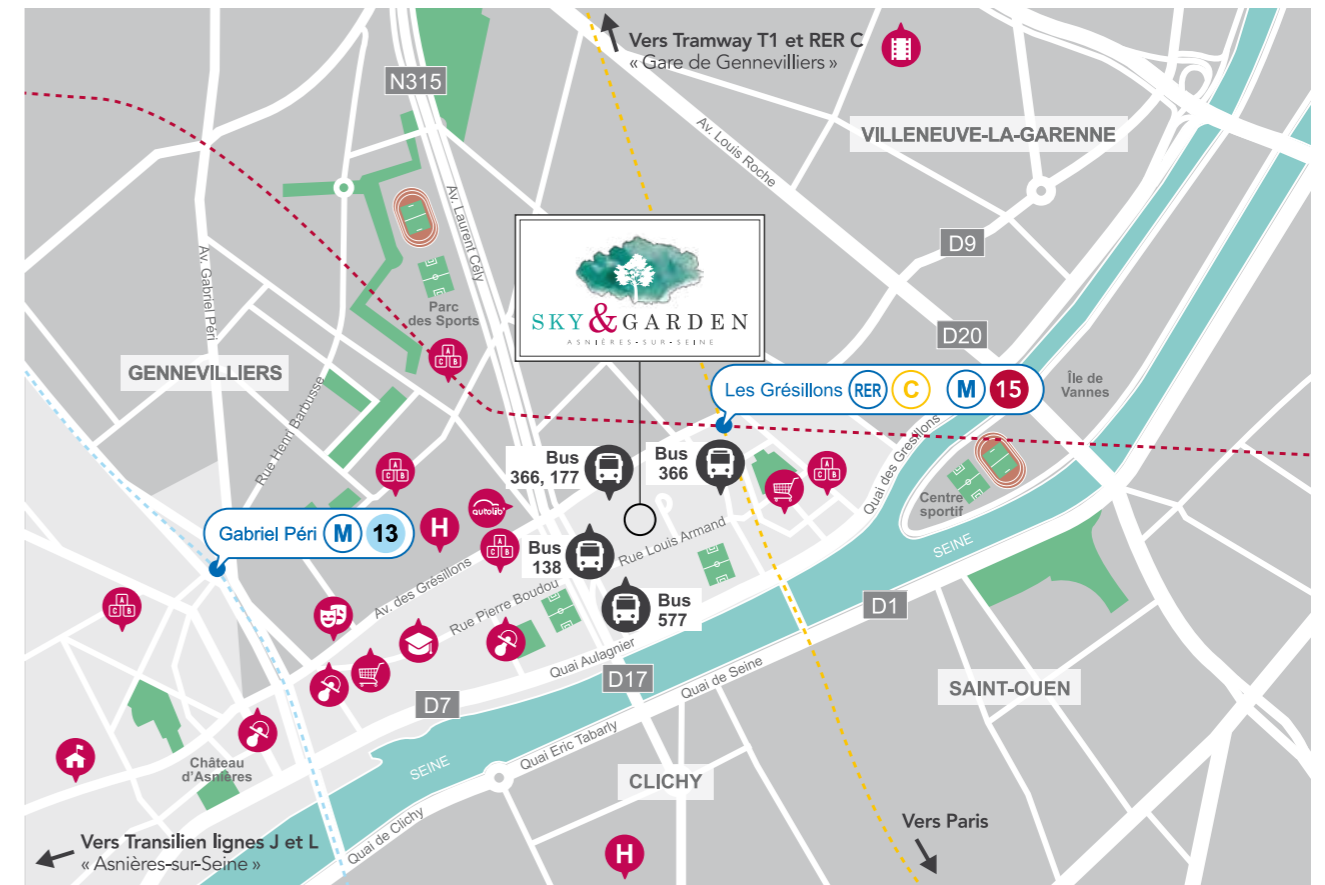 Vers Tramway T1 et RER C
« Gare de Gennevilliers »
N315
Av. Louis Roche
VILLENEUVE-LA-GARENNE
Av. Laurent Cély
Av. Gabriel Péri
D9
SKY & GARDEN
ASNIÈRES-SUR-SEINE
Parc
des Sports
D20
GENNEVILLIERS
Île de
Vannes
Les Grésillons RER C M 15
A
C B
Rue Henri Barbusse
Quai des Grésillons
Bus
366, 177
Bus
366
A
C B
A
C B
autolib'
Centre
sportif
Gabriel Péri M 13
H
A
C B
Bus
138
Rue Louis Armand
SEINE
Av. des Grésillons
Rue Pierre Boudou
Bus
577
D1
A
C B
Quai Aulagnier
D17
Quai de Seine
SAINT-OUEN
D7
Château
d'Asnières
SEINE
Quai Eric Tabarly
CLICHY
Quai de Clichy
Vers Paris
Vers Transilien lignes J et L
« Asnières-sur-Seine »
H